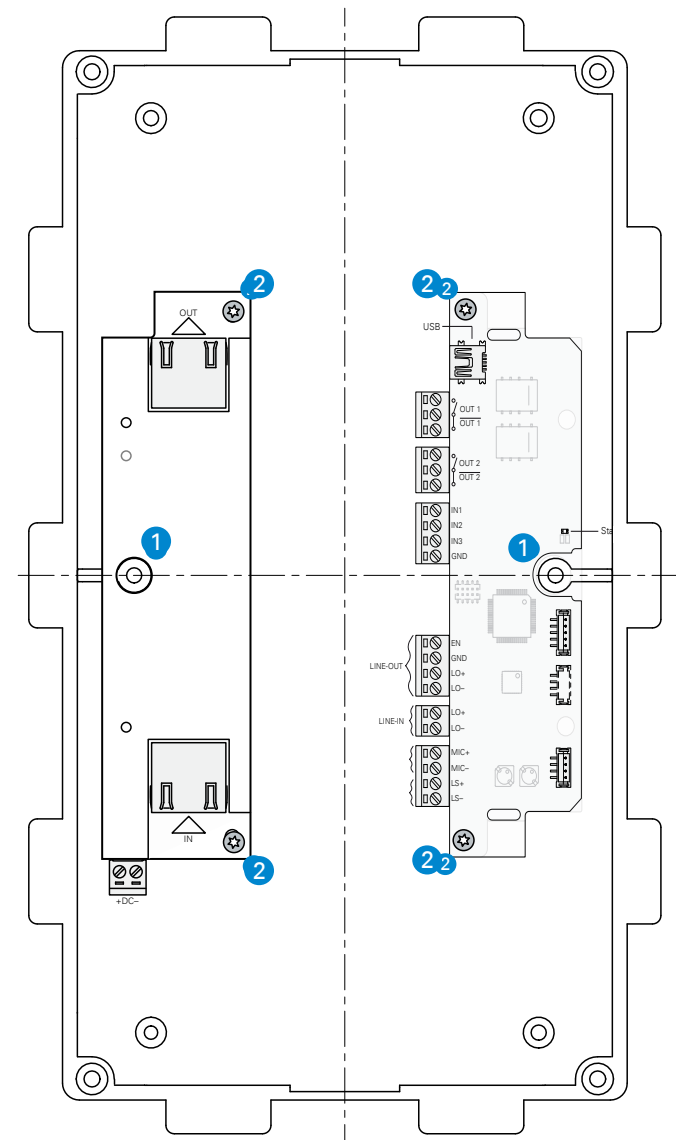 2
2 2
OUT
USB
OUT 1
OUT 1
OUT 2
OUT 2
IN1
IN2
IN3
GND
Sta
1
1
EN
GND
LINE-OUT
LO+
LO–
LINE-IN
LO+
LO–
MIC+
MIC–
LS+
LS–
IN
2
2 2
+DC–